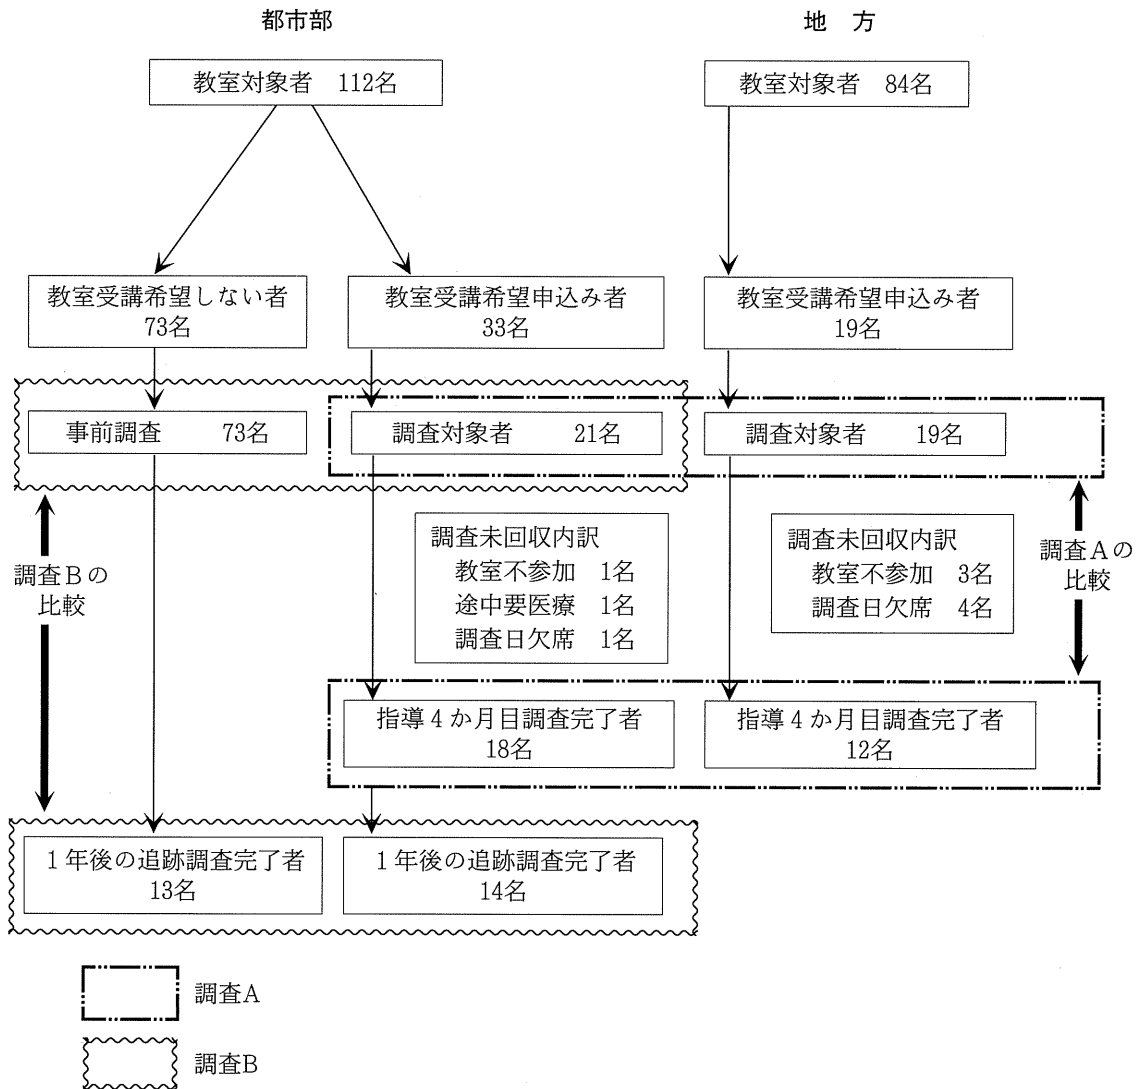 都市部
地 方
教室対象者 112名
教室対象者 84名
教室受講希望しない者
73名
教室受講希望申込み者
33名
教室受講希望申込み者
19名
事前調査 73名
調査対象者 21名
調査対象者 19名
調査未回収内訳
教室不参加 1名
途中要医療 1名
調査日欠席 1名
調査未回収内訳
教室不参加 3名
調査日欠席 4名
調査Bの
比較
調査Aの
比較
指導4か月目調査完了者
18名
指導4か月目調査完了者
12名
1年後の追跡調査完了者
13名
1年後の追跡調査完了者
14名
調査A
調査B